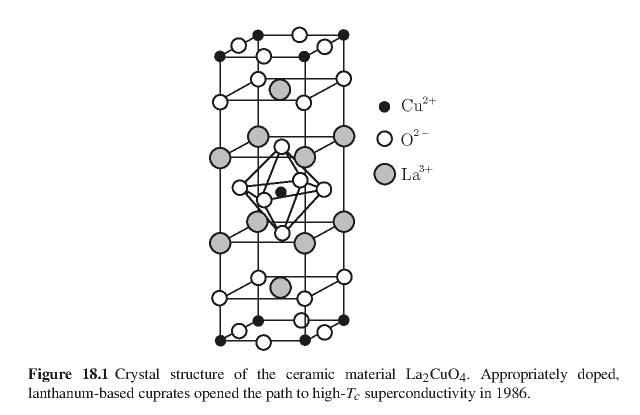 Cu²⁺
O²⁻
La³⁺
Figure 18.1 Crystal structure of the ceramic material La₂CuO₄. Appropriately doped,
lanthanum-based cuprates opened the path to high-T꜀ superconductivity in 1986.